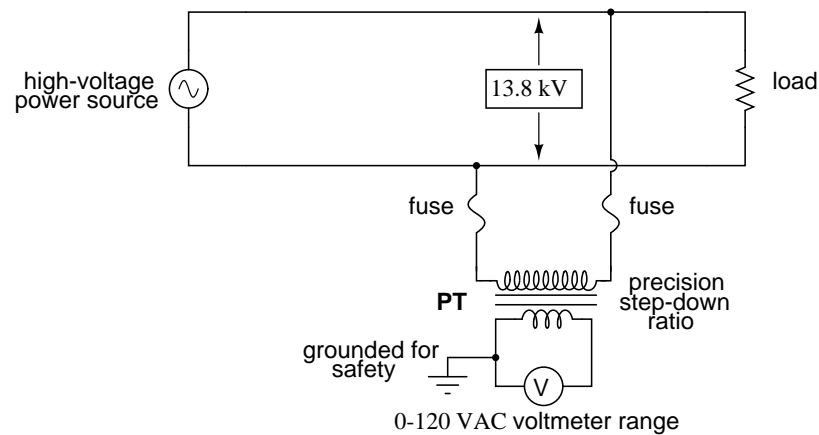 high-voltage
power source
13.8 kV
load
fuse
fuse
PT
precision
step-down
ratio
grounded for
safety
V
0-120 VAC voltmeter range